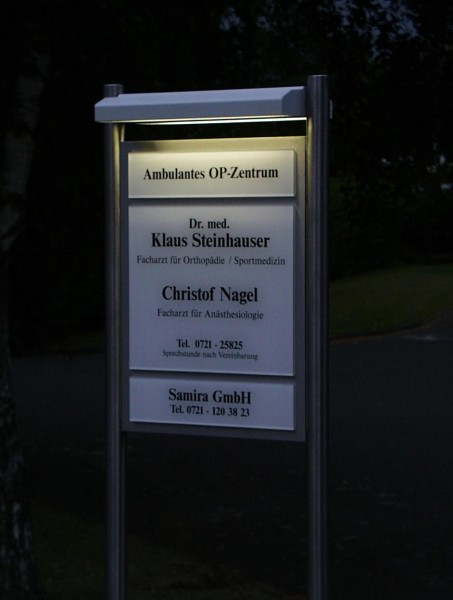 Ambulantes OP-Zentrum
Dr. med.
Klaus Steinhauser
Facharzt für Orthopädie / Sportmedizin
Christof Nagel
Facharzt für Anästhesiologie
Tel. 0721 - 25825
Sprechstunde nach Vereinbarung
Samira GmbH
Tel. 0721 - 120 38 23